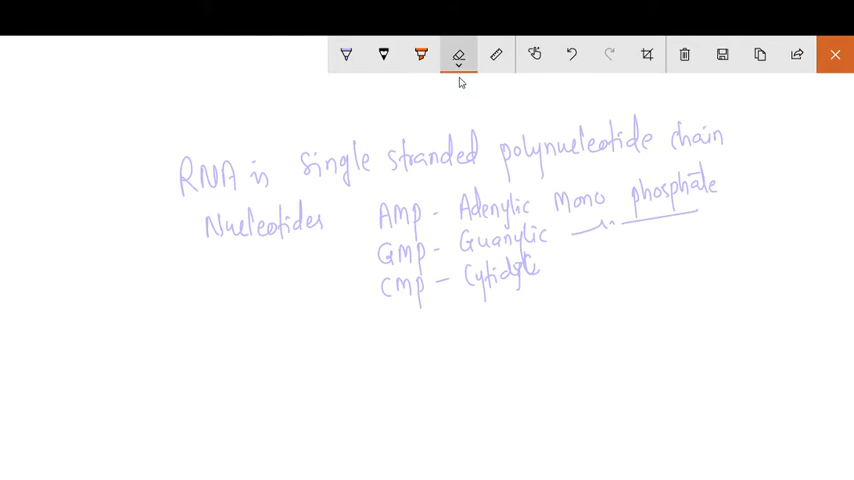 RNA is single stranded polynucleotide chain
Nucleotides AMP - Adenylic Mono phosphate
GMP - Guanylic —〃—
CMP - Cytidylic